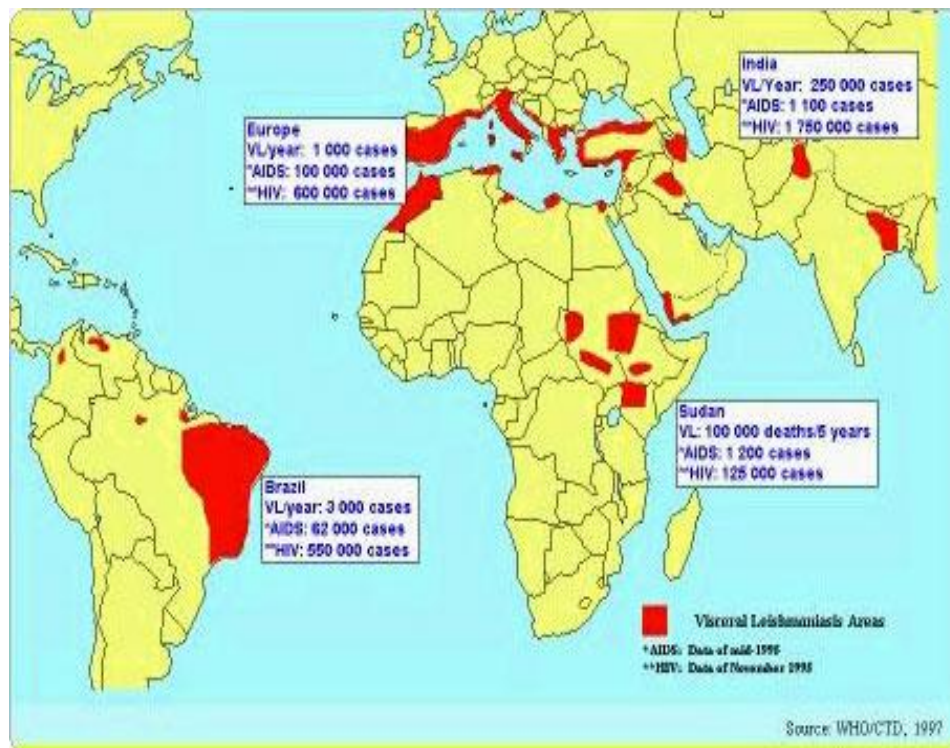 India
VL/Year: 250 000 cases
*AIDS: 1 100 cases
**HIV: 1 750 000 cases
Europe
VL/year: 1 000 cases
*AIDS: 100 000 cases
**HIV: 600 000 cases
Sudan
VL: 100 000 deaths/5 years
*AIDS: 1 200 cases
**HIV: 125 000 cases
Brazil
VL/year: 3 000 cases
*AIDS: 62 000 cases
**HIV: 550 000 cases
Visceral Leishmaniasis Areas
*AIDS: Data of mid-1995
**HIV: Data of November 1995
Source: WHO/CTD, 1997